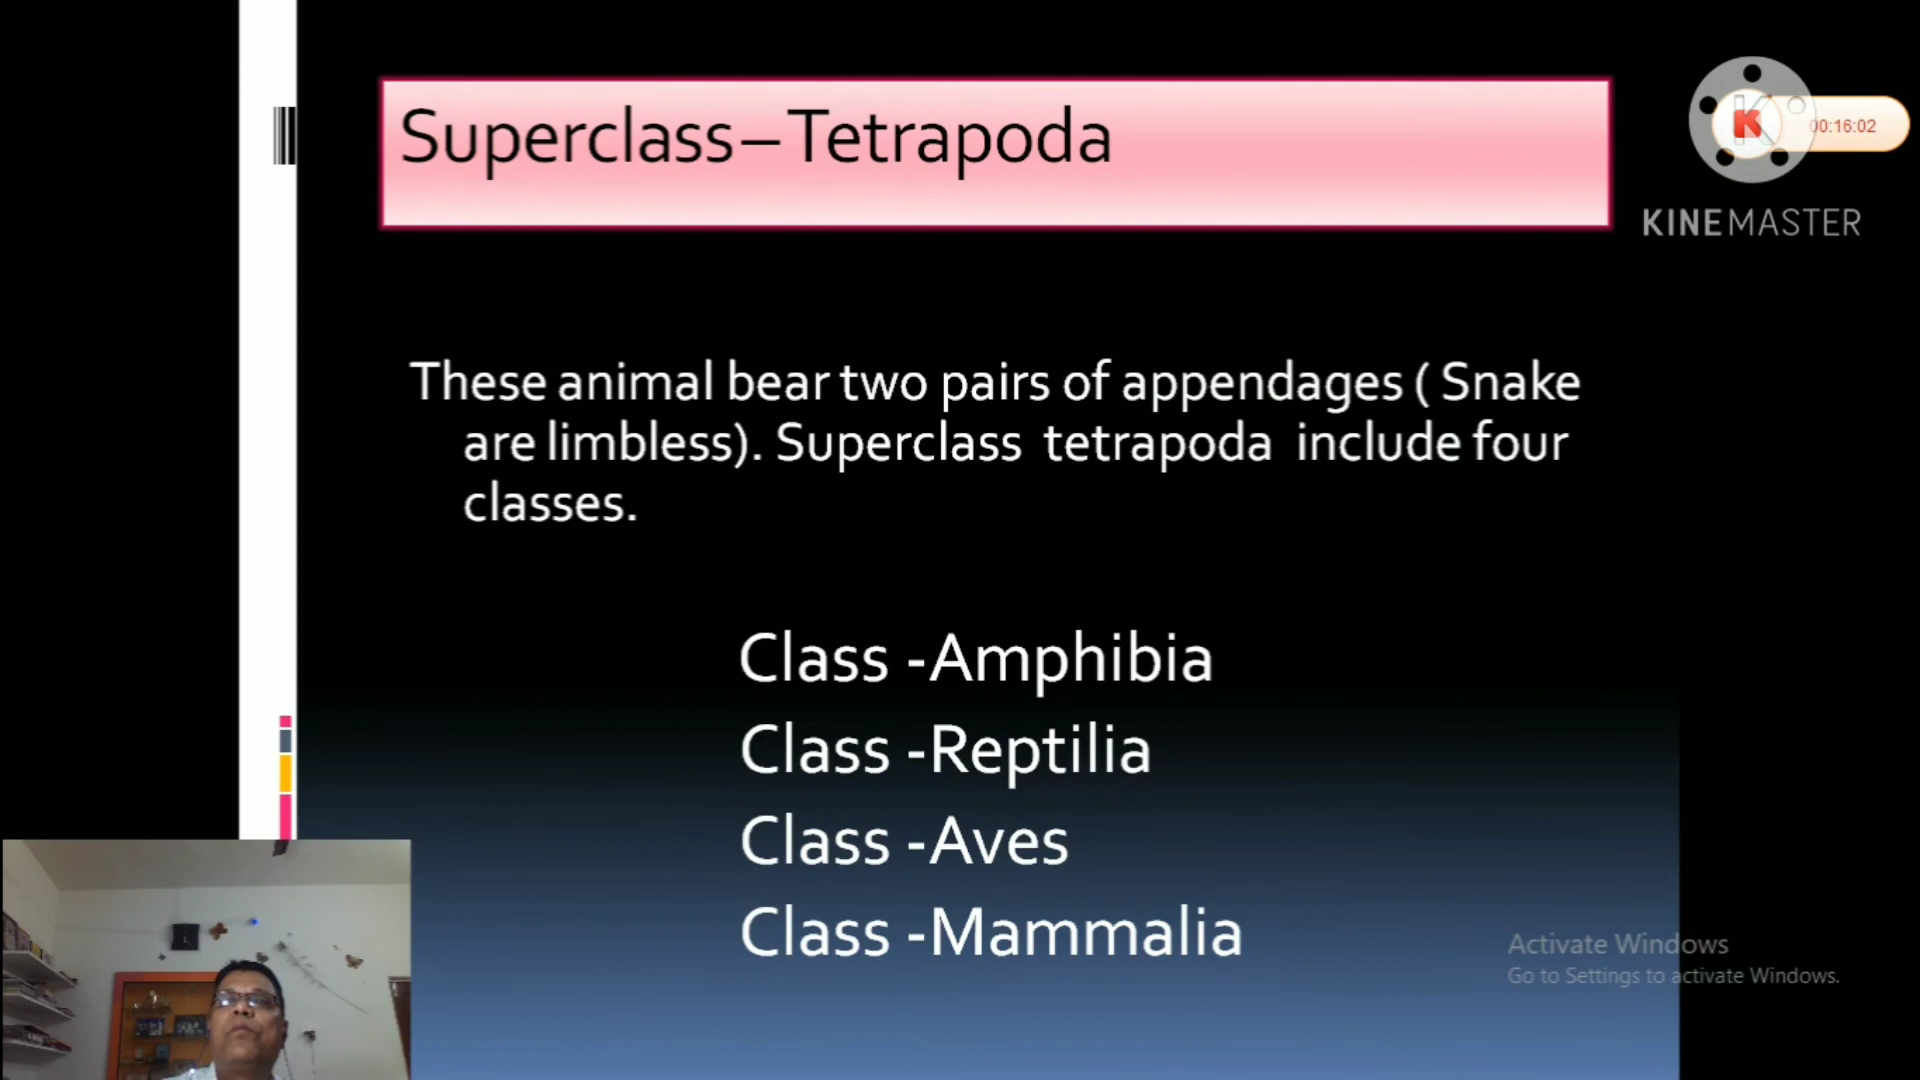 Superclass – Tetrapoda
00:16:02
KINEMASTER
These animal bear two pairs of appendages ( Snake
are limbless). Superclass tetrapoda include four
classes.
Class -Amphibia
Class -Reptilia
Class -Aves
Class -Mammalia
Activate Windows
Go to Settings to activate Windows.